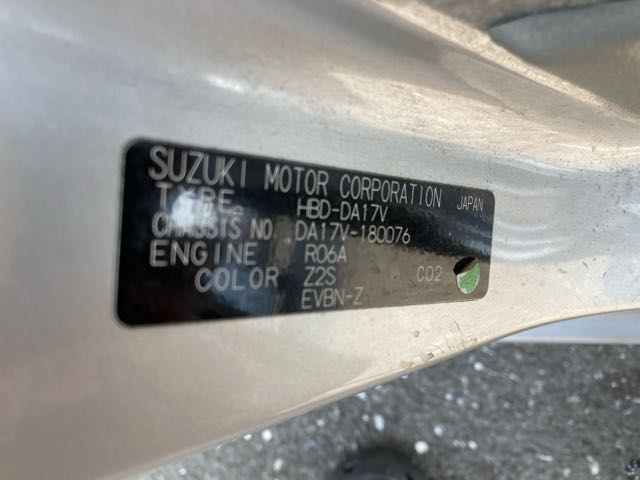 SUZUKI MOTOR CORPORATION JAPAN
TYPE HBD-DA17V
CHASSIS NO. DA17V-180076
ENGINE R06A
COLOR Z2S C02
EVBN-Z